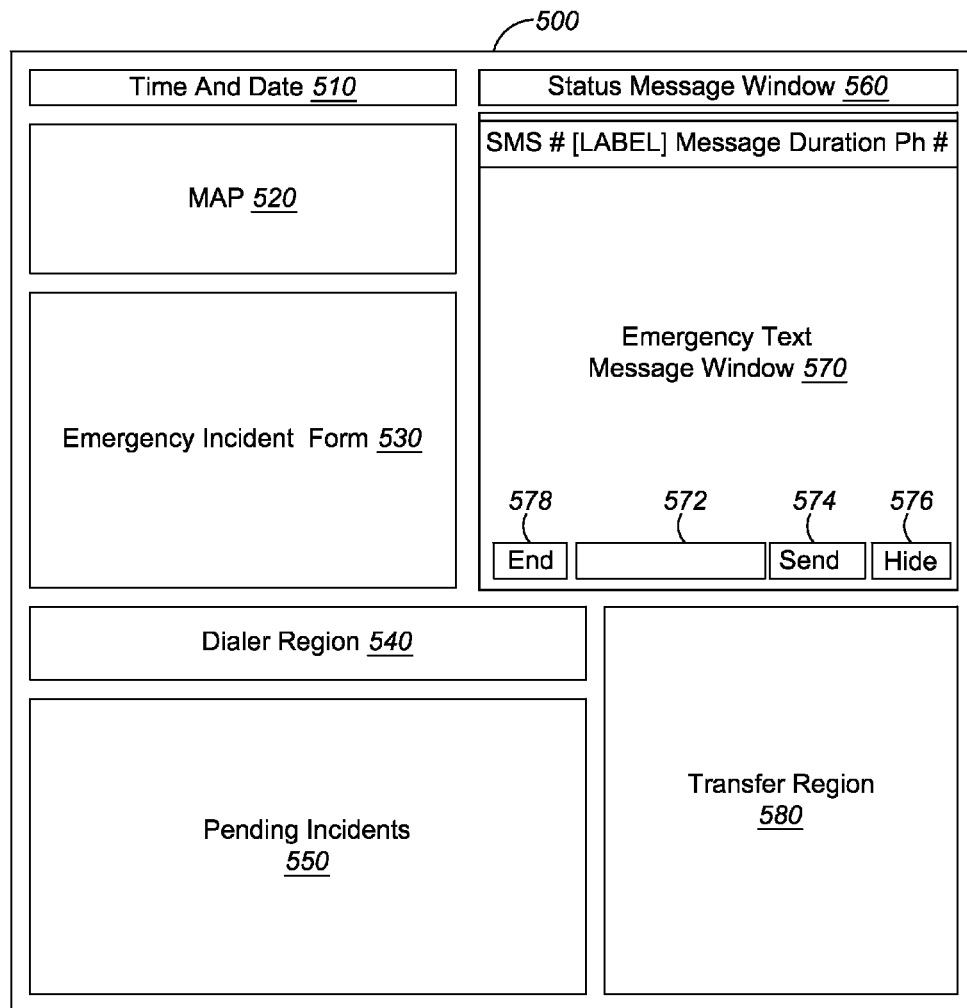 500
Time And Date 510
MAP 520
Emergency Incident Form 530
Status Message Window 560
SMS # [LABEL] Message Duration Ph #
Emergency Text
Message Window 570
578
572
574
576
End
Send
Hide
Dialer Region 540
Pending Incidents
550
Transfer Region
580